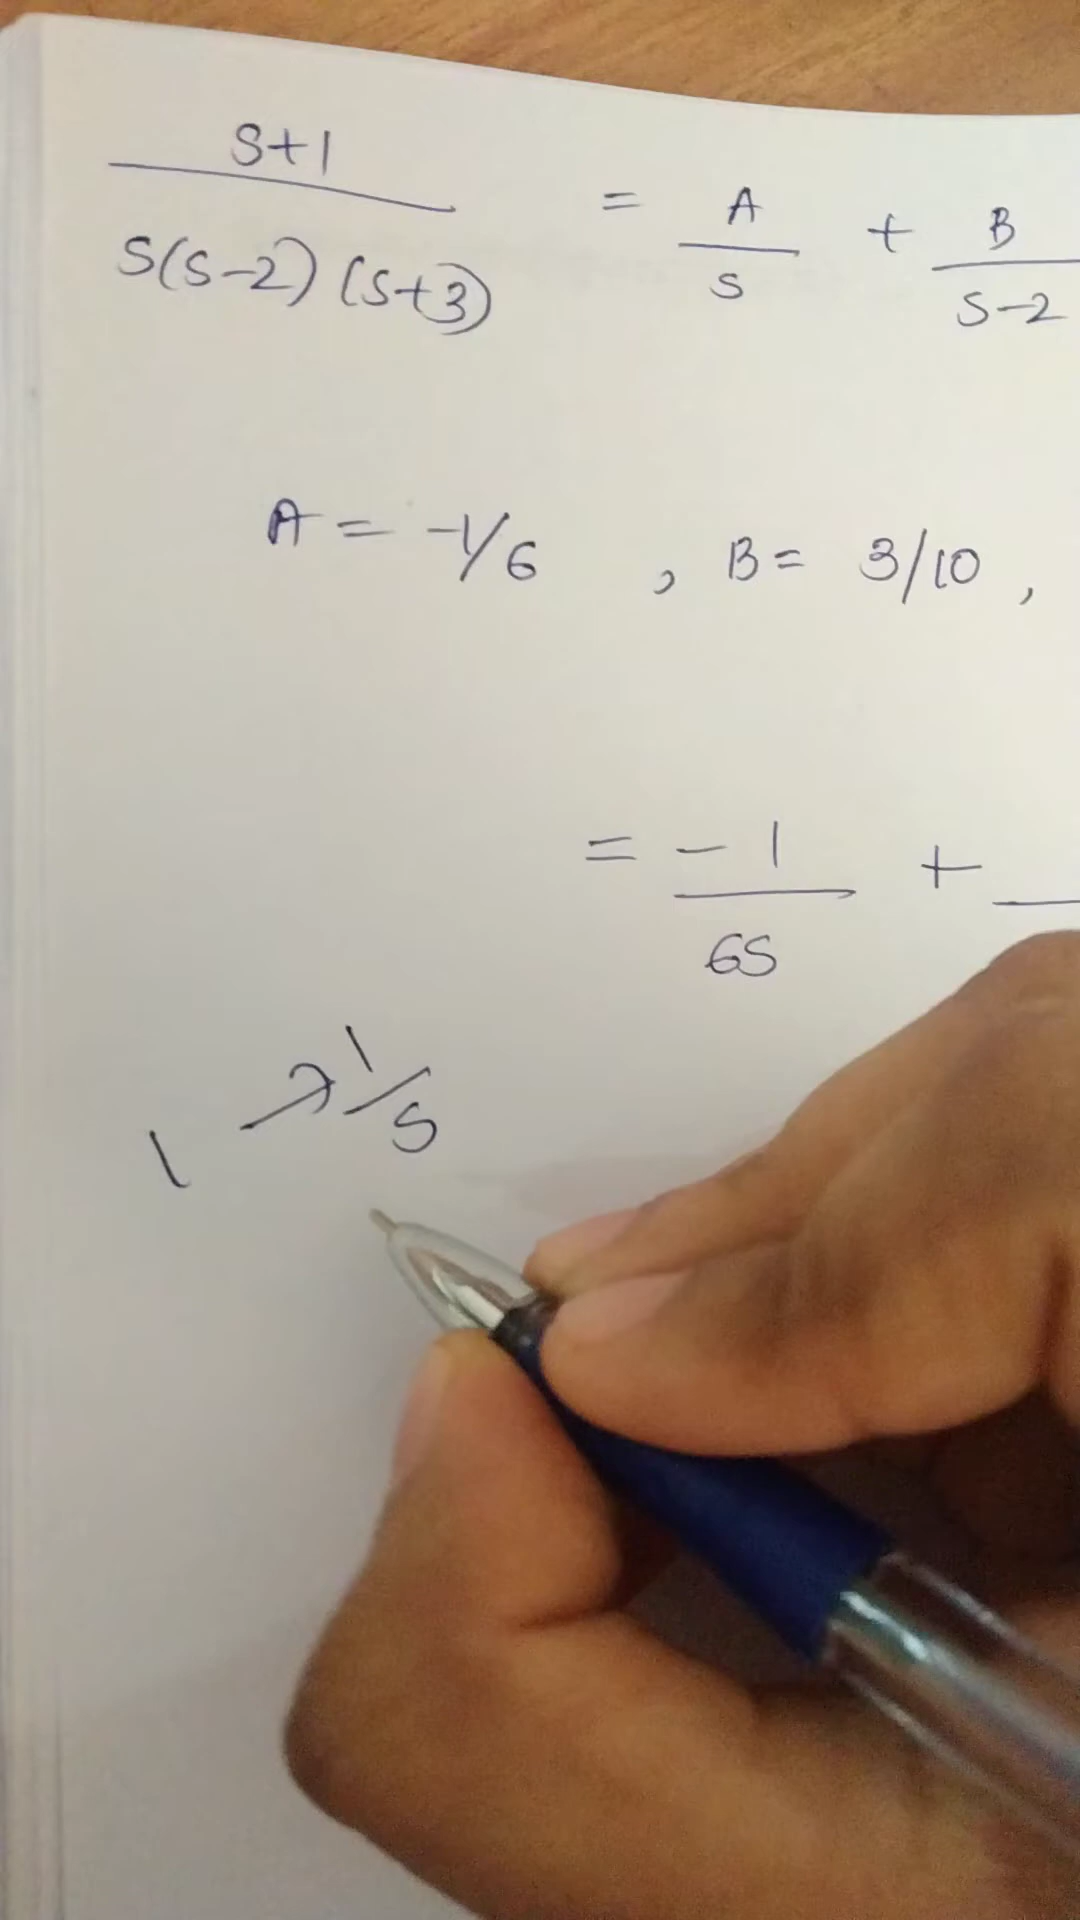 S+1
= A + B
S(S-2)(S+3) S S-2
A = -1/6 , B = 3/10 ,
= -1 +
6S
1 → 1/S